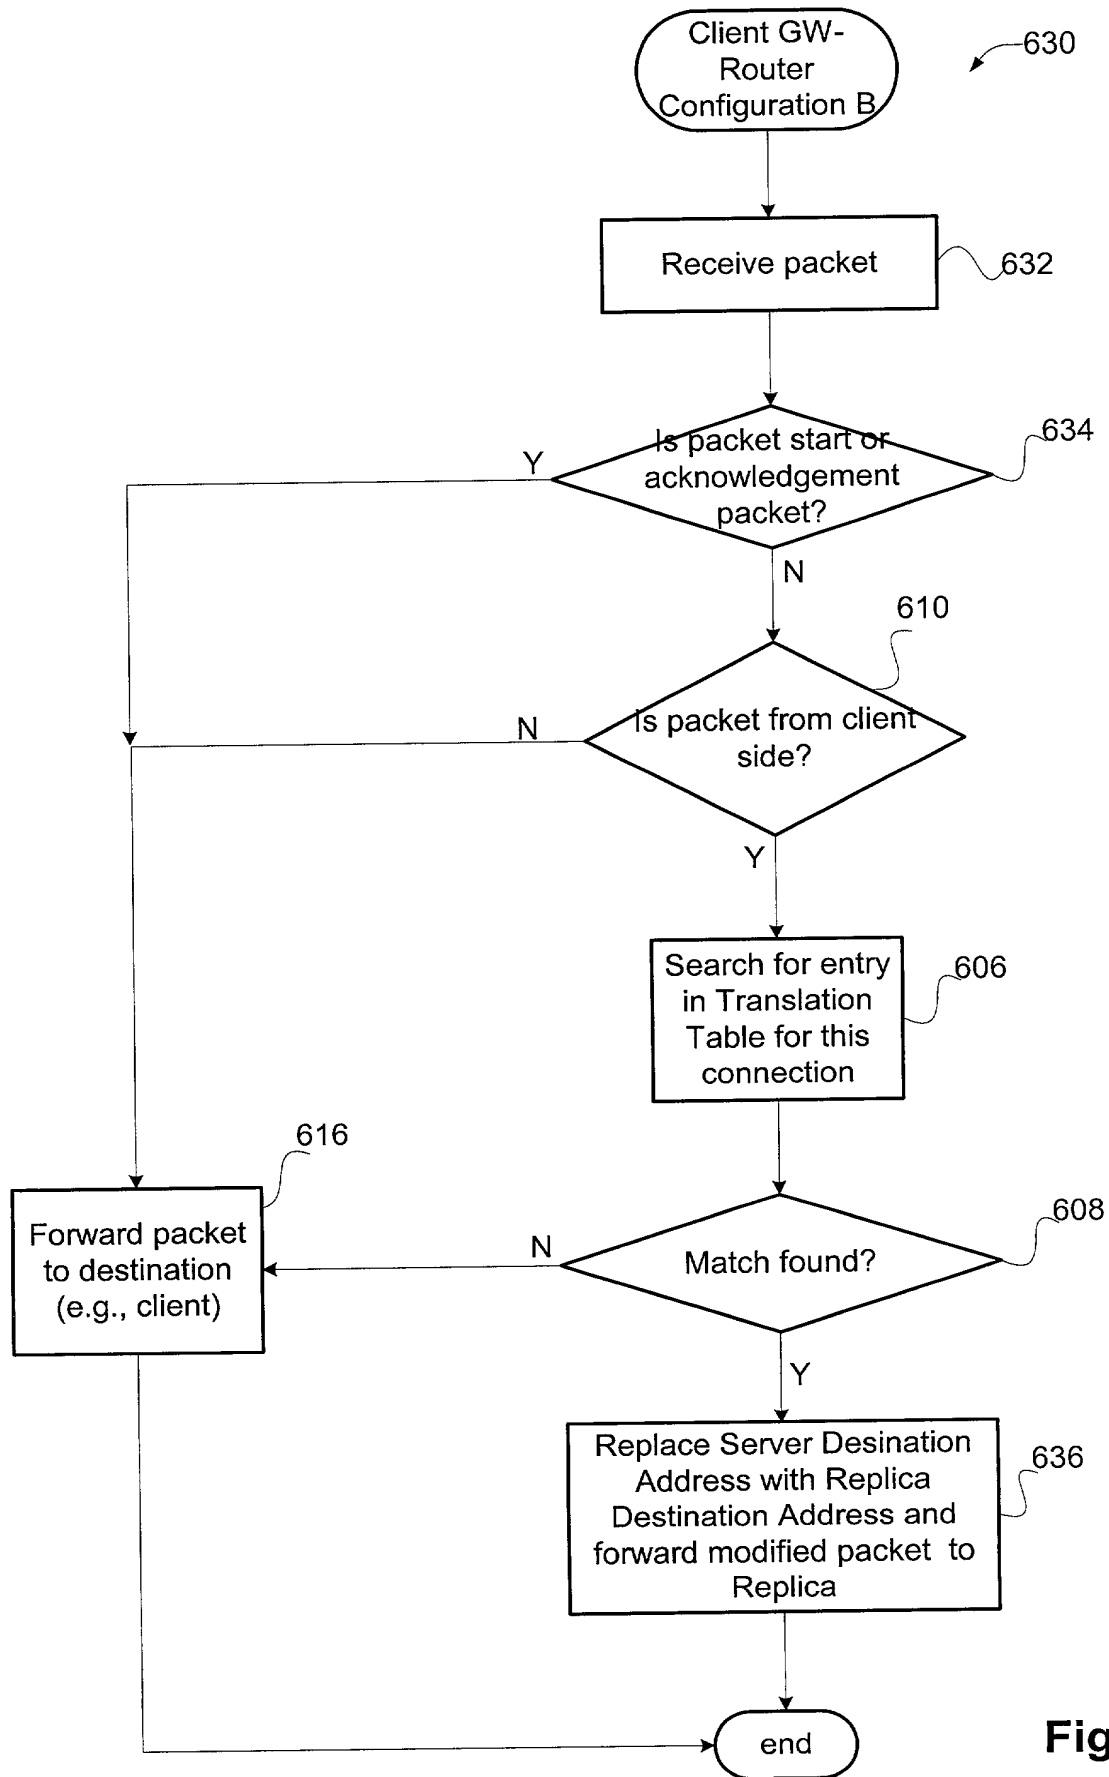 Client GW-
Router
Configuration B
630
Receive packet
632
Is packet start or
acknowledgement
packet?
634
Y
N
610
Is packet from client
side?
N
Y
Search for entry
in Translation
Table for this
connection
606
616
Forward packet
to destination
(e.g., client)
N
Match found?
608
Y
Replace Server Desination
Address with Replica
Destination Address and
forward modified packet to
Replica
636
end
Fig